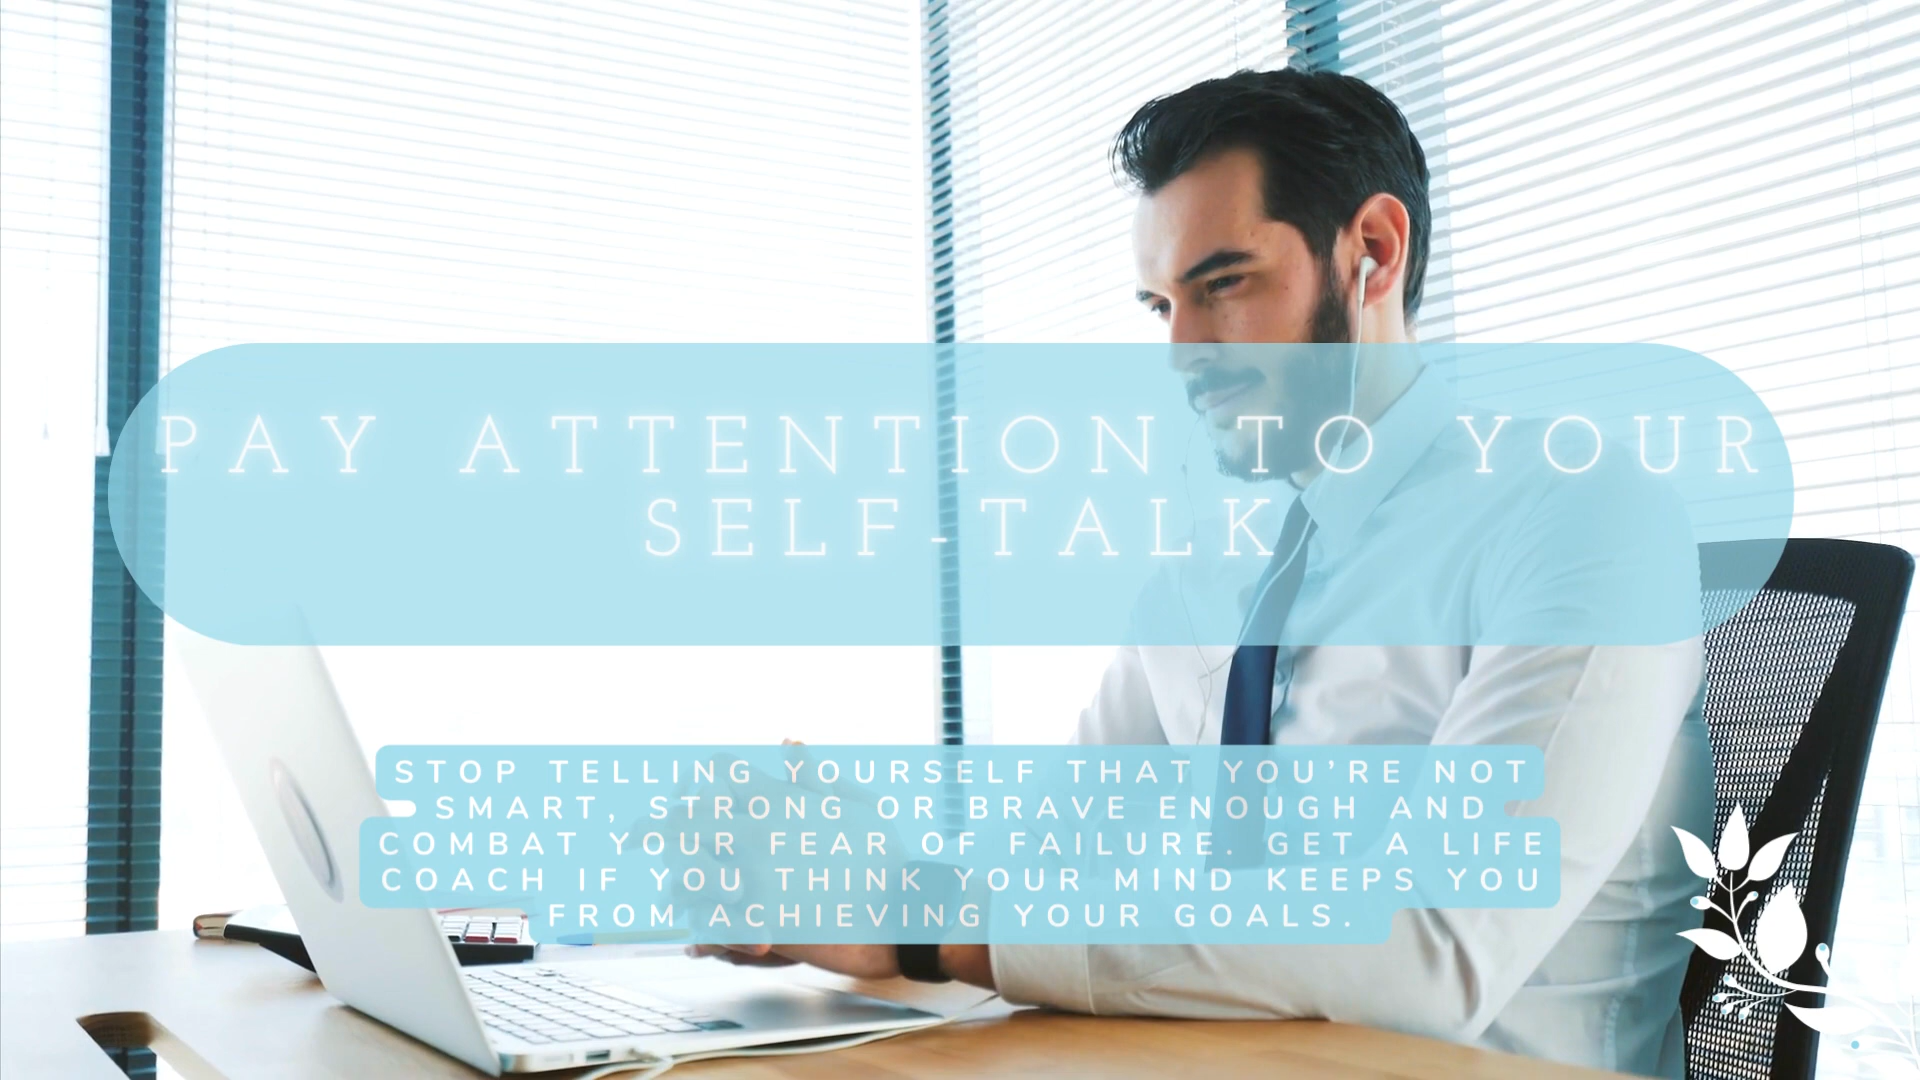 PAY ATTENTION TO YOUR
SELF-TALK
STOP TELLING YOURSELF THAT YOU’RE NOT
SMART, STRONG OR BRAVE ENOUGH AND
COMBAT YOUR FEAR OF FAILURE. GET A LIFE
COACH IF YOU THINK YOUR MIND KEEPS YOU
FROM ACHIEVING YOUR GOALS.